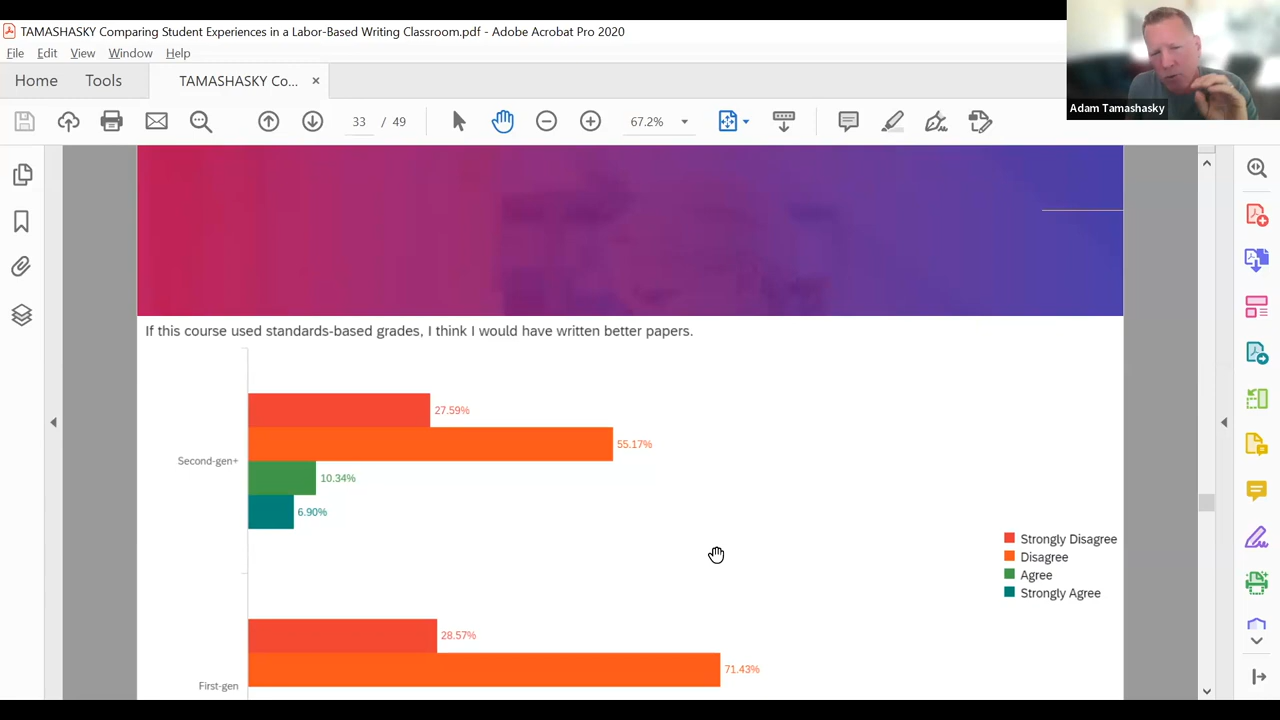 TAMASHASKY Comparing Student Experiences in a Labor-Based Writing Classroom.pdf - Adobe Acrobat Pro 2020
File Edit View Window Help
Home Tools TAMASHASKY Co... ×
33 / 49 67.2%
Adam Tamashasky
If this course used standards-based grades, I think I would have written better papers.
27.59%
55.17%
Second-gen+
10.34%
6.90%
Strongly Disagree
Disagree
Agree
Strongly Agree
28.57%
71.43%
First-gen